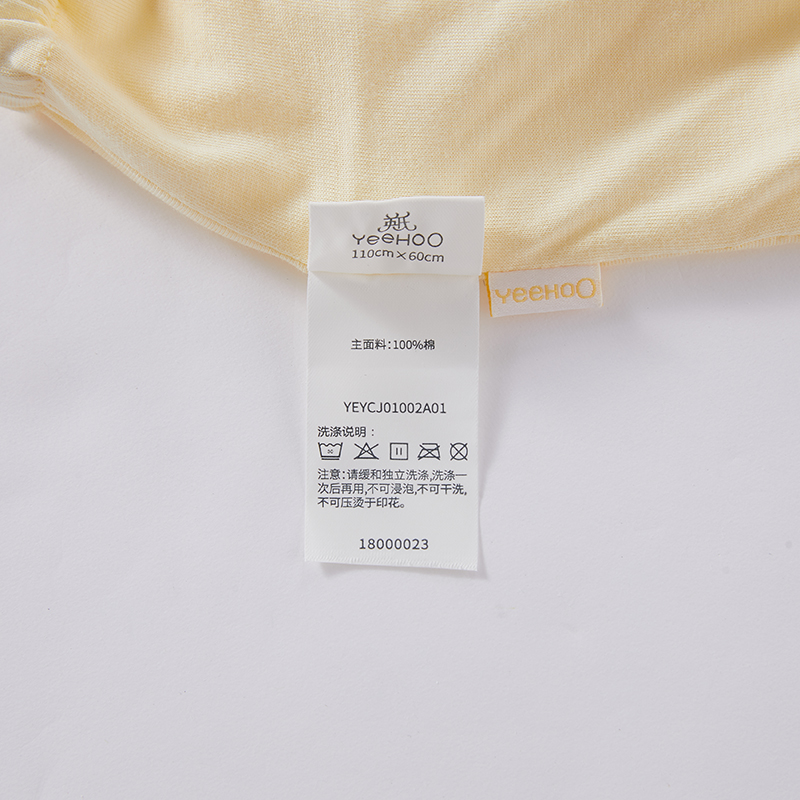 英氏
YeeHOO
110cm×60cm
YeeHOO
主面料:100%棉
YEYCJ01002A01
洗涤说明:
注意:请缓和独立洗涤,洗涤一
次后再用,不可浸泡,不可干洗,
不可压烫于印花。
18000023